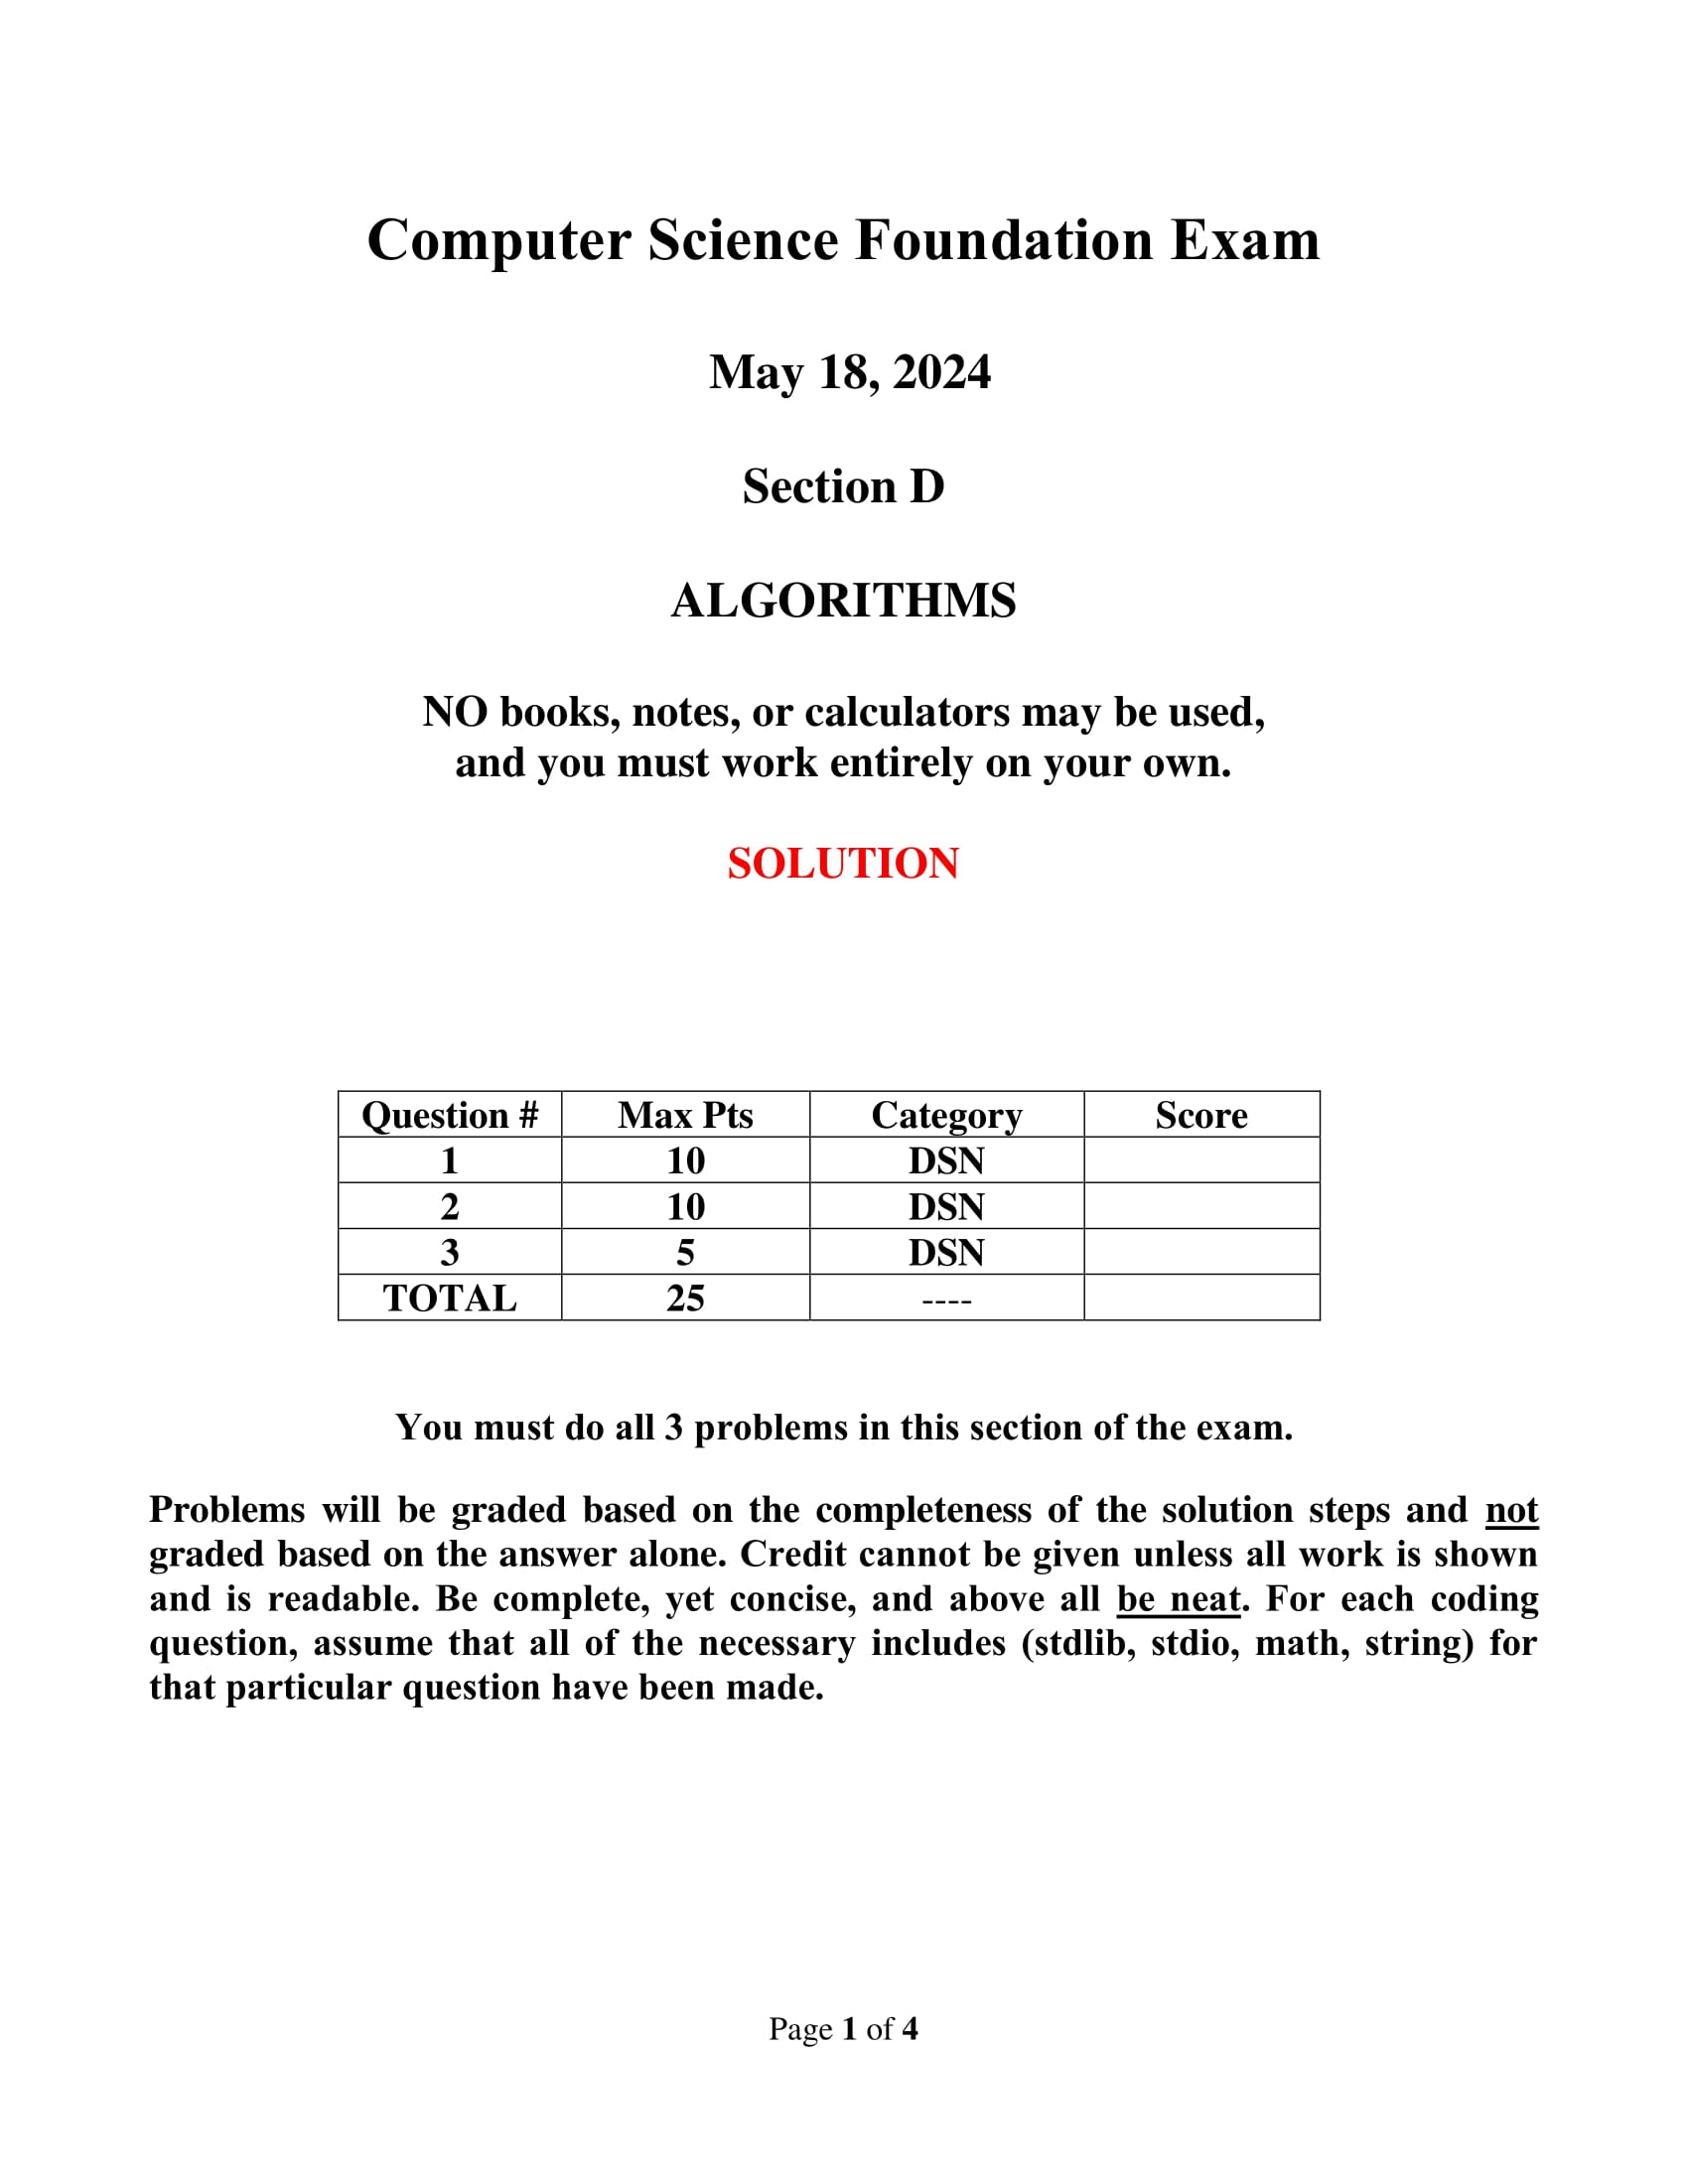 Computer Science Foundation Exam
May 18, 2024
Section D
ALGORITHMS
NO books, notes, or calculators may be used,
and you must work entirely on your own.
SOLUTION
Question # Max Pts Category Score
1 10 DSN
2 10 DSN
3 5 DSN
TOTAL 25 ----
You must do all 3 problems in this section of the exam.
Problems will be graded based on the completeness of the solution steps and not
graded based on the answer alone. Credit cannot be given unless all work is shown
and is readable. Be complete, yet concise, and above all be neat. For each coding
question, assume that all of the necessary includes (stdlib, stdio, math, string) for
that particular question have been made.
Page 1 of 4